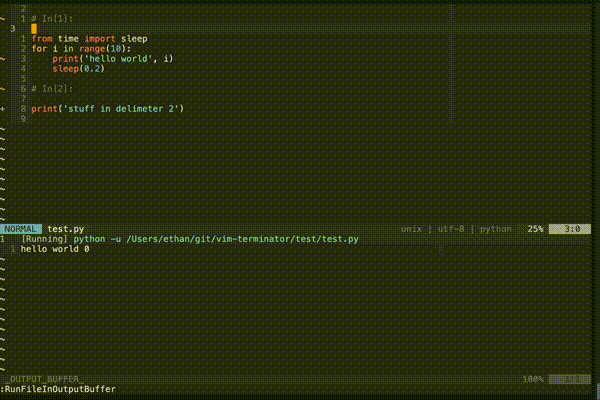 2
~ 1 # In[1]:
3
1 from time import sleep
2 for i in range(10):
~ 3 print('hello world', i)
4 sleep(0.2)
5
~ 6 # In[2]:
7
+ 8 print('stuff in delimeter 2')
9
~
~
~
~
~
~
~
~
~
~
NORMAL test.py unix | utf-8 | python 25% 3:0
1 [Running] python -u /Users/ethan/git/vim-terminator/test/test.py
1 hello world 0
~
~
~
~
~
~
~
~
~
~
~
~
_OUTPUT_BUFFER_ 100%
:RunFileInOutputBuffer